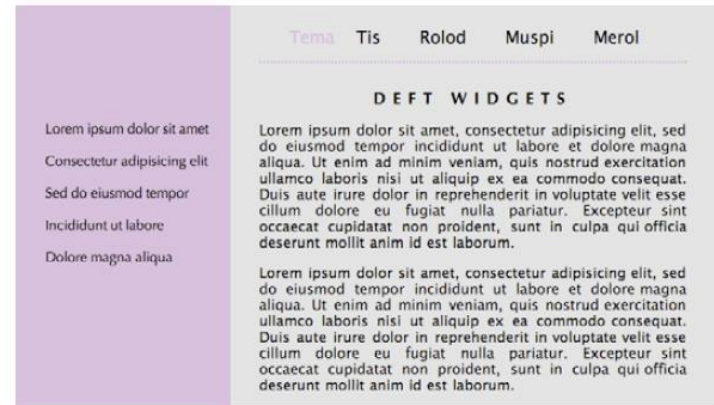 Tema Tis Rolod Muspi Merol
DEFT WIDGETS
Lorem ipsum dolor sit amet
Consectetur adipisicing elit
Sed do eiusmod tempor
Incididunt ut labore
Dolore magna aliqua
Lorem ipsum dolor sit amet, consectetur adipisicing elit, sed
do eiusmod tempor incididunt ut labore et dolore magna
aliqua. Ut enim ad minim veniam, quis nostrud exercitation
ullamco laboris nisi ut aliquip ex ea commodo consequat.
Duis aute irure dolor in reprehenderit in voluptate velit esse
cillum dolore eu fugiat nulla pariatur. Excepteur sint
occaecat cupidatat non proident, sunt in culpa qui officia
deserunt mollit anim id est laborum.
Lorem ipsum dolor sit amet, consectetur adipisicing elit, sed
do eiusmod tempor incididunt ut labore et dolore magna
aliqua. Ut enim ad minim veniam, quis nostrud exercitation
ullamco laboris nisi ut aliquip ex ea commodo consequat.
Duis aute irure dolor in reprehenderit in voluptate velit esse
cillum dolore eu fugiat nulla pariatur. Excepteur sint
occaecat cupidatat non proident, sunt in culpa qui officia
deserunt mollit anim id est laborum.